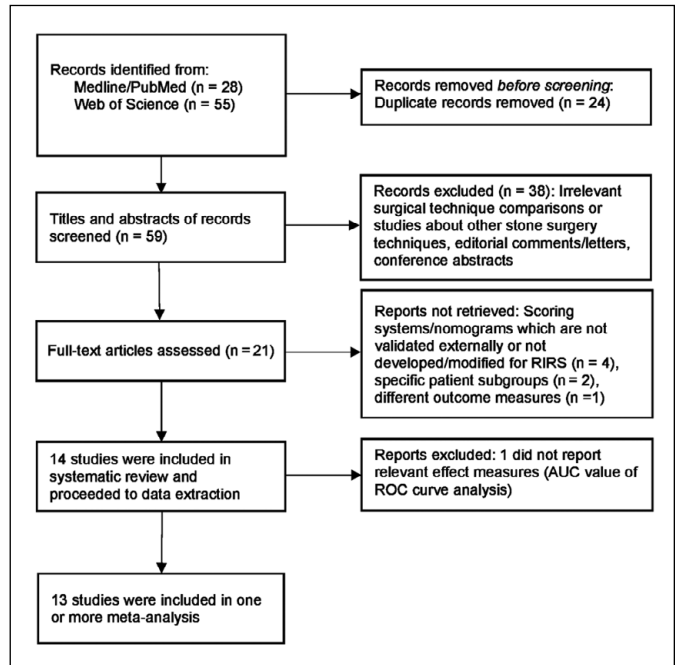 Records identified from:
Medline/PubMed (n = 28)
Web of Science (n = 55)
Records removed before screening:
Duplicate records removed (n = 24)
Titles and abstracts of records
screened (n = 59)
Records excluded (n = 38): Irrelevant
surgical technique comparisons or
studies about other stone surgery
techniques, editorial comments/letters,
conference abstracts
Full-text articles assessed (n = 21)
Reports not retrieved: Scoring
systems/nomograms which are not
validated externally or not
developed/modified for RIRS (n = 4),
specific patient subgroups (n = 2),
different outcome measures (n =1)
14 studies were included in
systematic review and
proceeded to data extraction
Reports excluded: 1 did not report
relevant effect measures (AUC value of
ROC curve analysis)
13 studies were included in one
or more meta-analysis